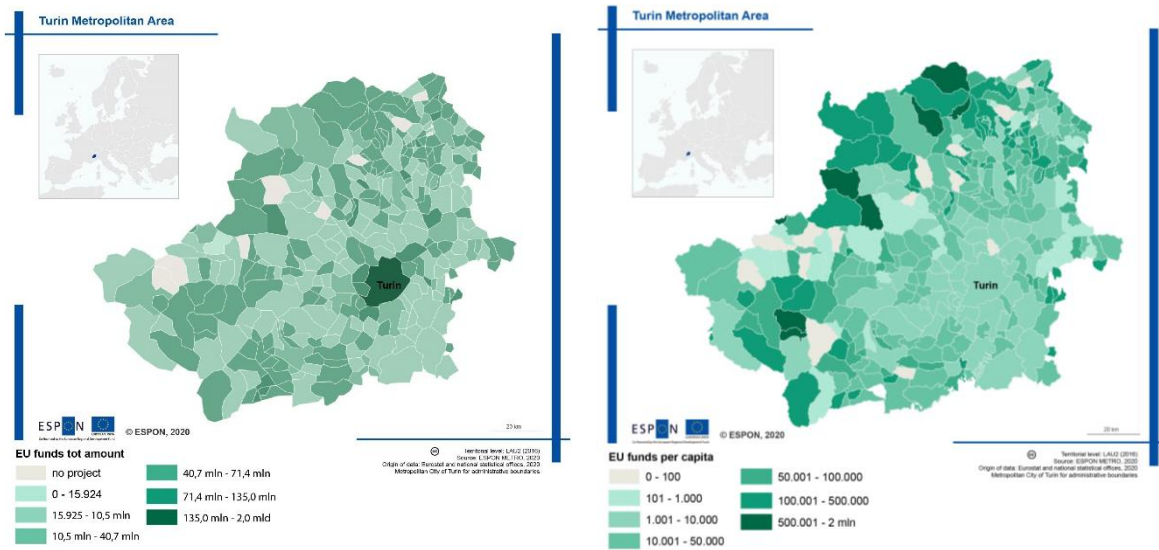 Turin Metropolitan Area
Turin
ESPON
© ESPON, 2020
20 km
Territorial level: LAU2 (2016)
Source: ESPON METRO, 2020
Origin of data: Eurostat and national statistical offices, 2020
Metropolitan City of Turin for administrative boundaries
EU funds tot amount
no project
0 - 15.924
15.925 - 10,5 mln
10,5 mln - 40,7 mln
40,7 mln - 71,4 mln
71,4 mln - 135,0 mln
135,0 mln - 2,0 mld
Turin Metropolitan Area
Turin
ESPON
© ESPON, 2020
20 km
Territorial level: LAU2 (2016)
Source: ESPON METRO, 2020
Origin of data: Eurostat and national statistical offices, 2020
Metropolitan City of Turin for administrative boundaries
EU funds per capita
0 - 100
101 - 1.000
1.001 - 10.000
10.001 - 50.000
50.001 - 100.000
100.001 - 500.000
500.001 - 2 mln